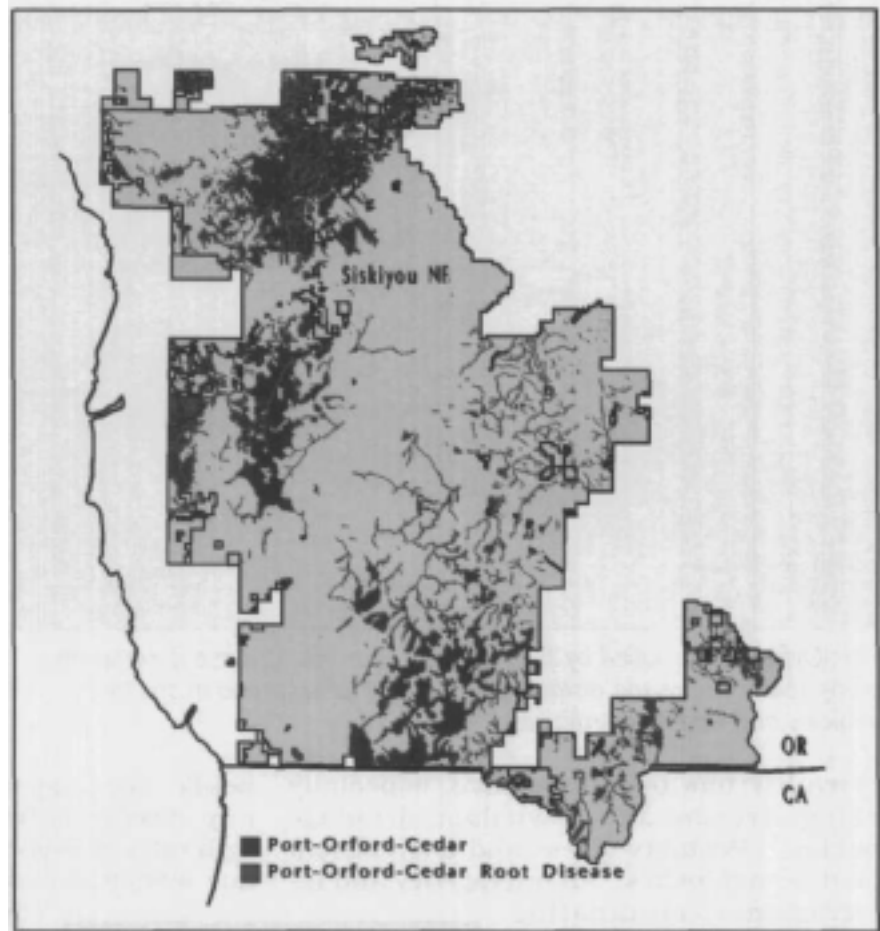 Siskiyou NF
OR
CA
Port-Orford-Cedar
Port-Orford-Cedar Root Disease